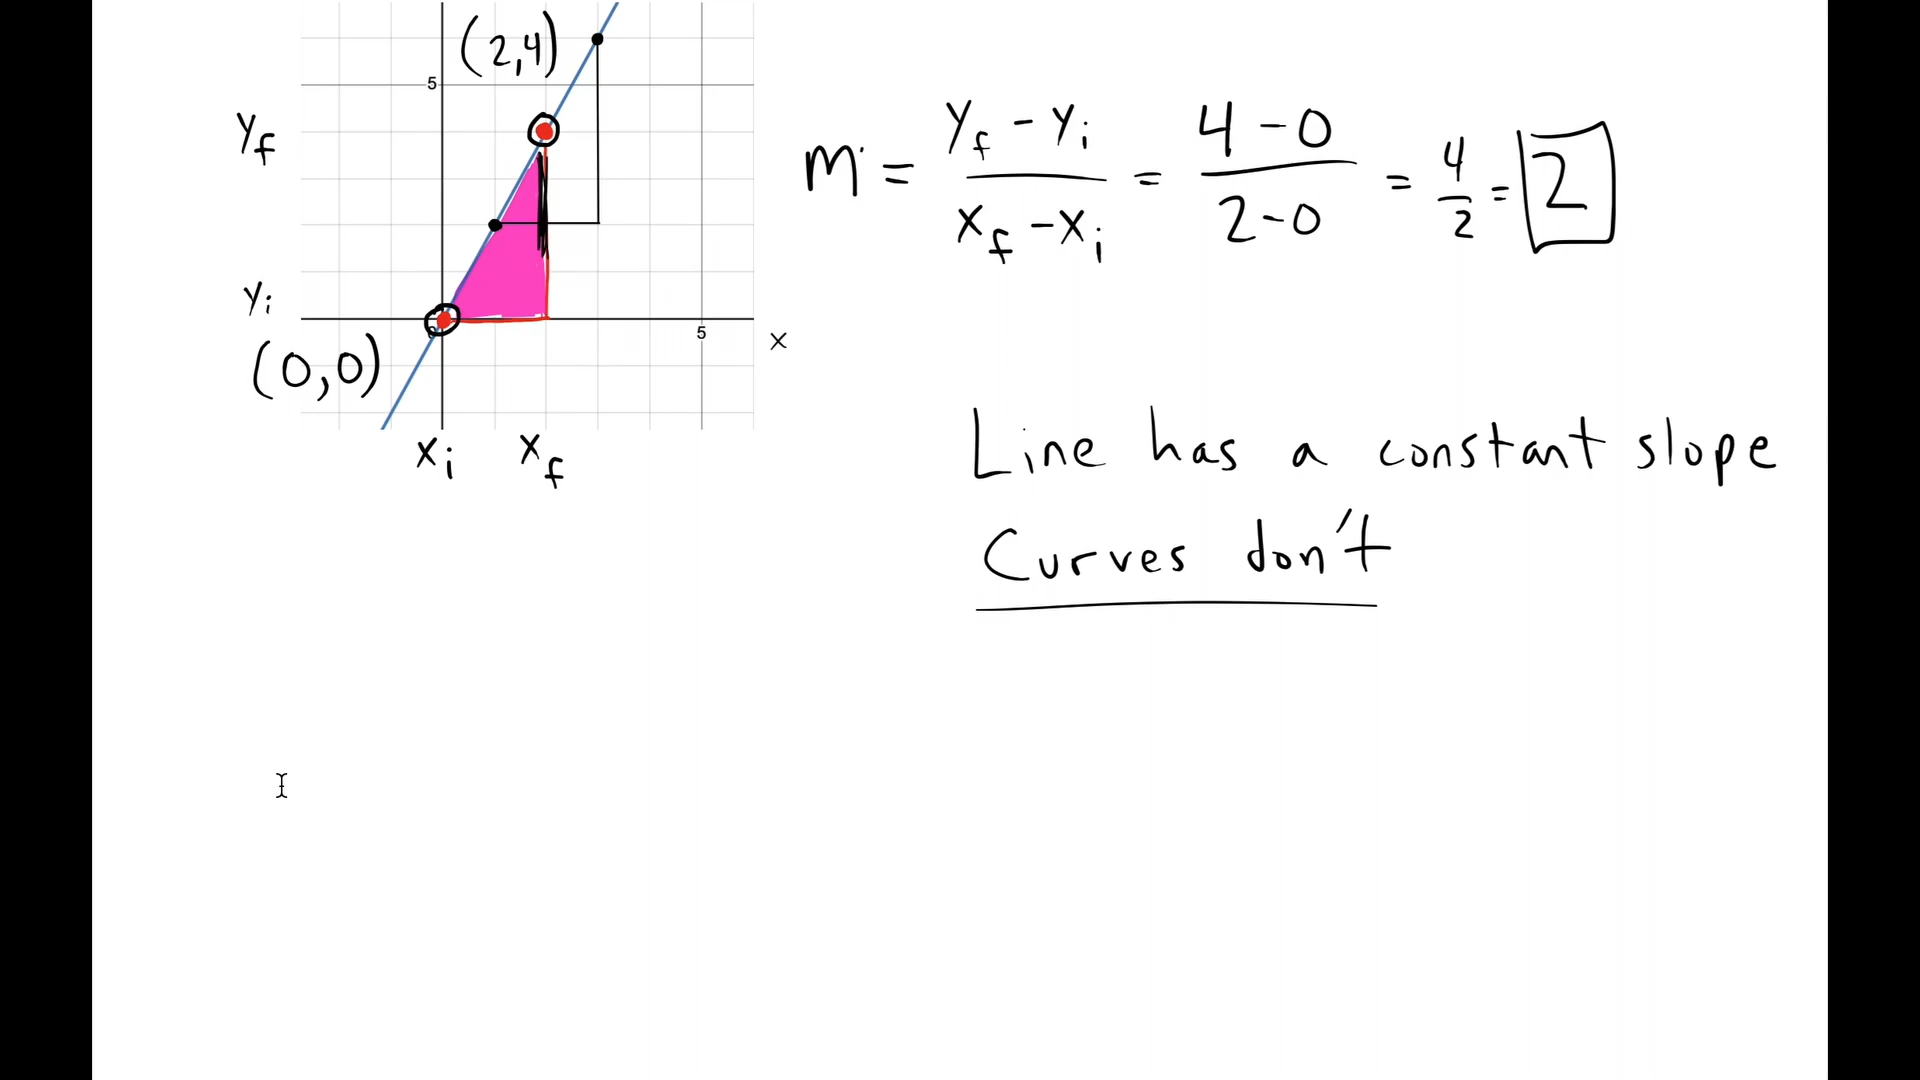 (2,4)
5
y_f
y_i
0
5
x
(0,0)
x_i x_f
m = (y_f - y_i)/(x_f - x_i) = (4-0)/(2-0) = 4/2 = 2
Line has a constant slope
Curves don't